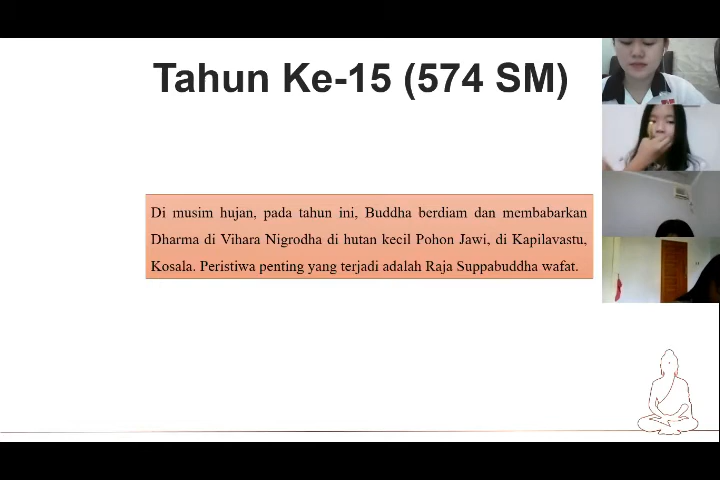 Tahun Ke-15 (574 SM)
Di musim hujan, pada tahun ini, Buddha berdiam dan membabarkan
Dharma di Vihara Nigrodha di hutan kecil Pohon Jawi, di Kapilavastu,
Kosala. Peristiwa penting yang terjadi adalah Raja Suppabuddha wafat.